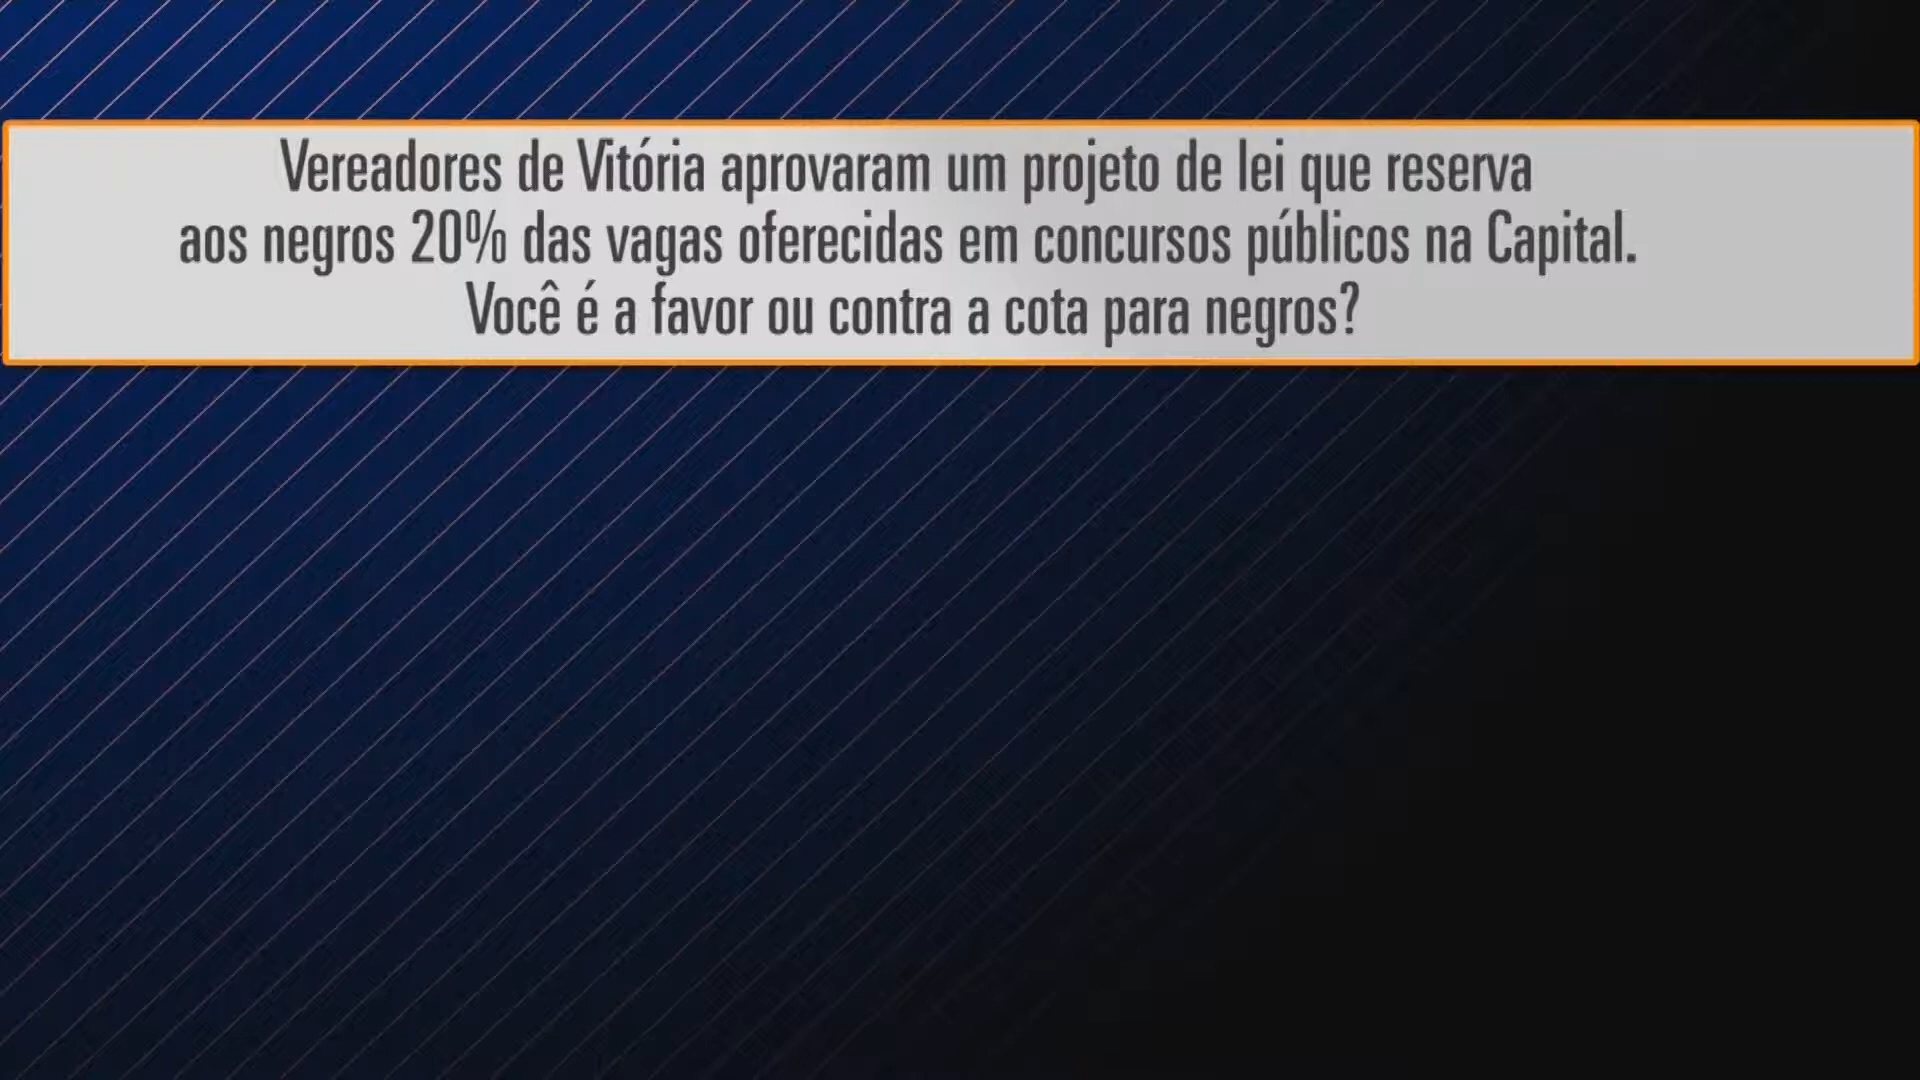 Vereadores de Vitória aprovaram um projeto de lei que reserva
aos negros 20% das vagas oferecidas em concursos públicos na Capital.
Você é a favor ou contra a cota para negros?